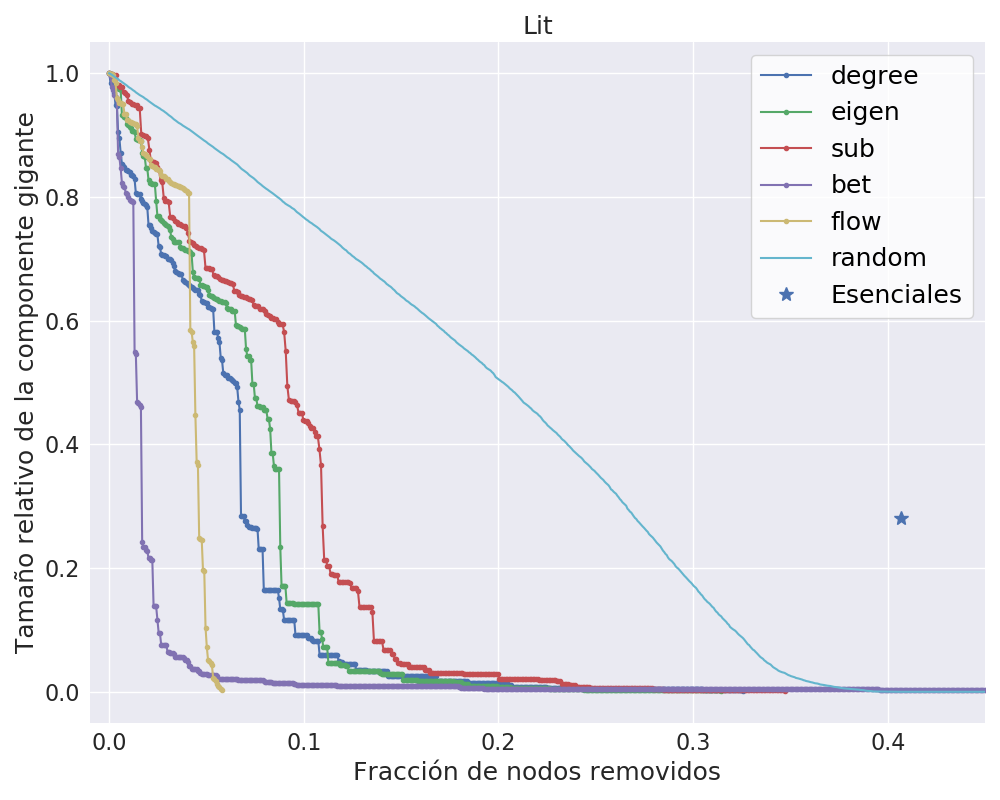 Lit
Tamaño relativo de la componente gigante
1.0
0.8
0.6
0.4
0.2
0.0
degree
eigen
sub
bet
flow
random
Esenciales
0.0 0.1 0.2 0.3 0.4
Fracción de nodos removidos